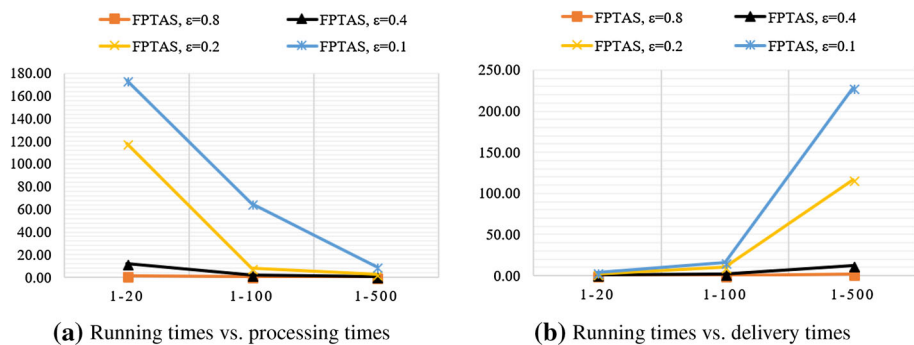 FPTAS, ε=0.8 FPTAS, ε=0.4
FPTAS, ε=0.2 FPTAS, ε=0.1
180.00
160.00
140.00
120.00
100.00
80.00
60.00
40.00
20.00
0.00
1-20 1-100 1-500
(a) Running times vs. processing times
FPTAS, ε=0.8 FPTAS, ε=0.4
FPTAS, ε=0.2 FPTAS, ε=0.1
250.00
200.00
150.00
100.00
50.00
0.00
1-20 1-100 1-500
(b) Running times vs. delivery times